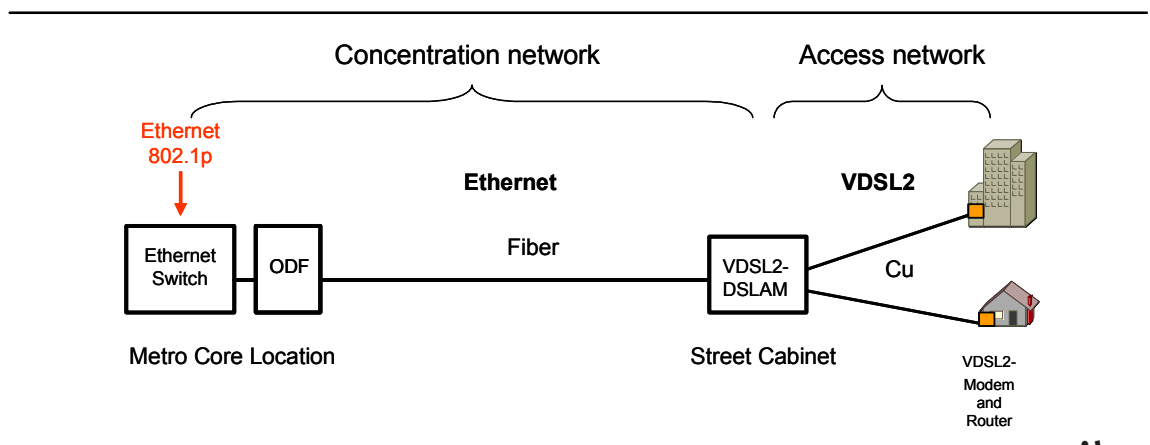 Concentration network
Access network
Ethernet
802.1p
Ethernet
VDSL2
Ethernet
Switch
ODF
Fiber
VDSL2-
DSLAM
Cu
Metro Core Location
Street Cabinet
VDSL2-
Modem
and
Router